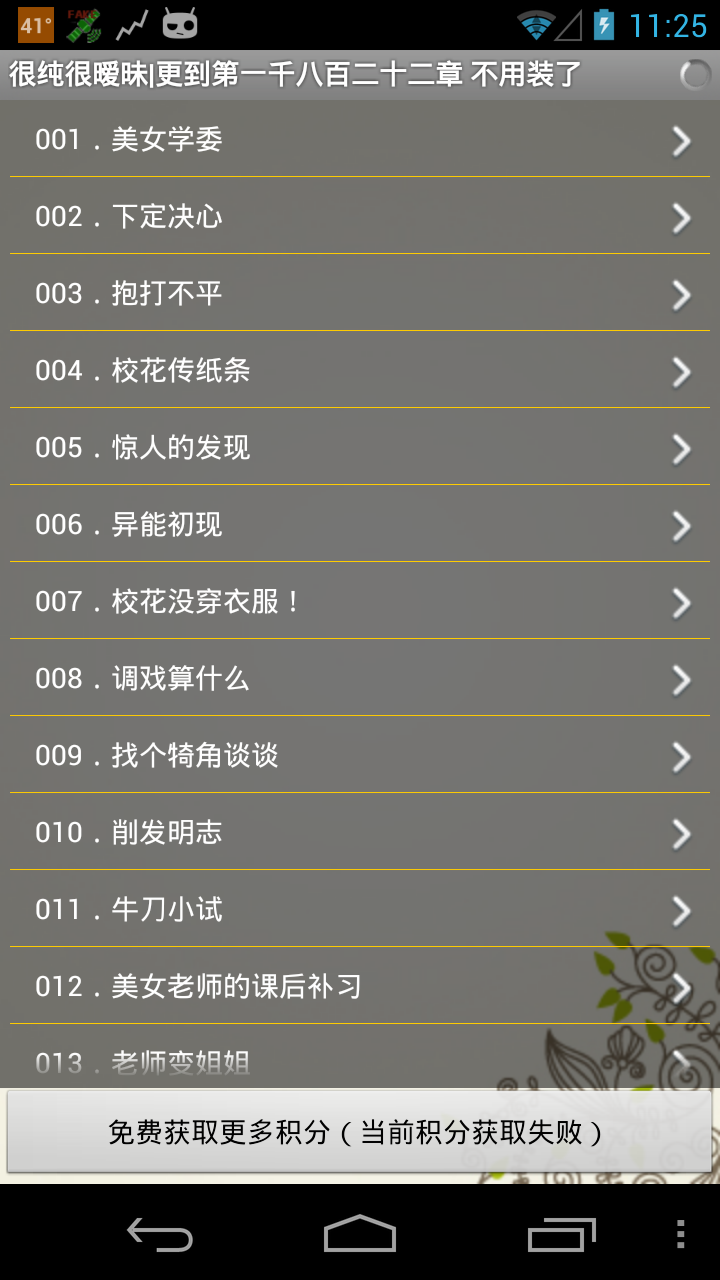 41°
FAKE
11:25
很纯很暧昧|更到第一千八百二十二章 不用装了
001．美女学委
002．下定决心
003．抱打不平
004．校花传纸条
005．惊人的发现
006．异能初现
007．校花没穿衣服！
008．调戏算什么
009．找个犄角谈谈
010．削发明志
011．牛刀小试
012．美女老师的课后补习
013．老师变姐姐
免费获取更多积分（当前积分获取失败）